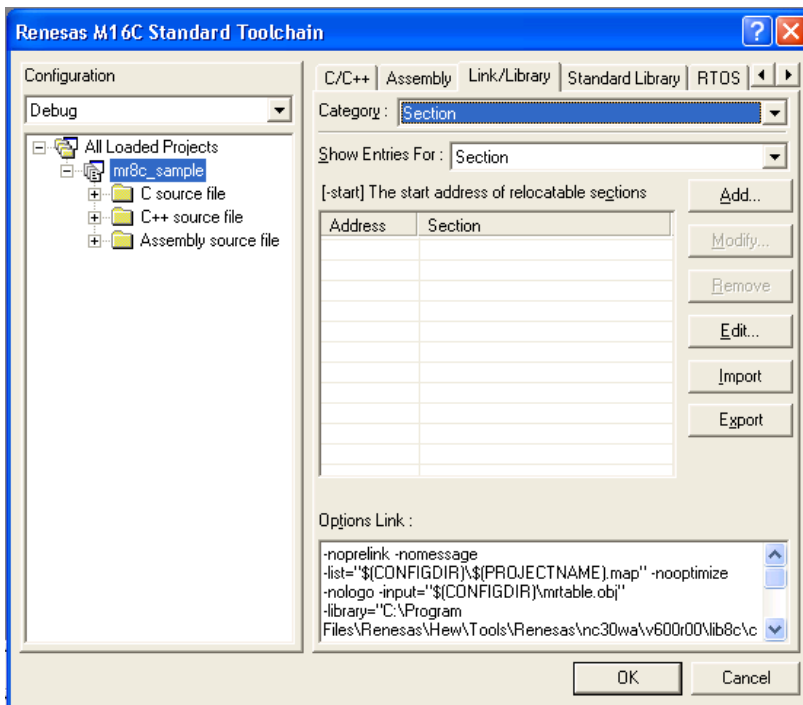 Renesas M16C Standard Toolchain
Configuration
Debug
All Loaded Projects
mr8c_sample
C source file
C++ source file
Assembly source file
C/C++ Assembly Link/Library Standard Library RTOS
Category : Section
Show Entries For : Section
[-start] The start address of relocatable sections
Address Section
Add...
Modify...
Remove
Edit...
Import
Export
Options Link :
-noprelink -nomessage
-list="$(CONFIGDIR)\$(PROJECTNAME).map" -nooptimize
-nologo -input="$(CONFIGDIR)\mrtable.obj"
-library="C:\Program
Files\Renesas\Hew\Tools\Renesas\nc30wa\v600r00\lib8c\c
OK Cancel